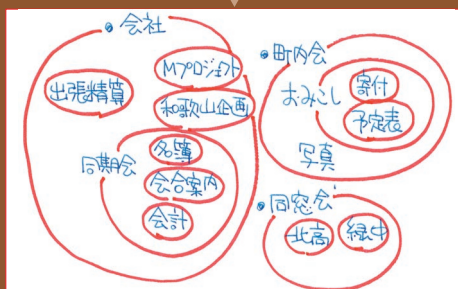 • 会社
Mプロジェクト
出張精算
和歌山企画
同期会
名簿
会合案内
会計
• 町内会
おみこし
寄付
予定表
写真
• 同窓会
北高
緑中